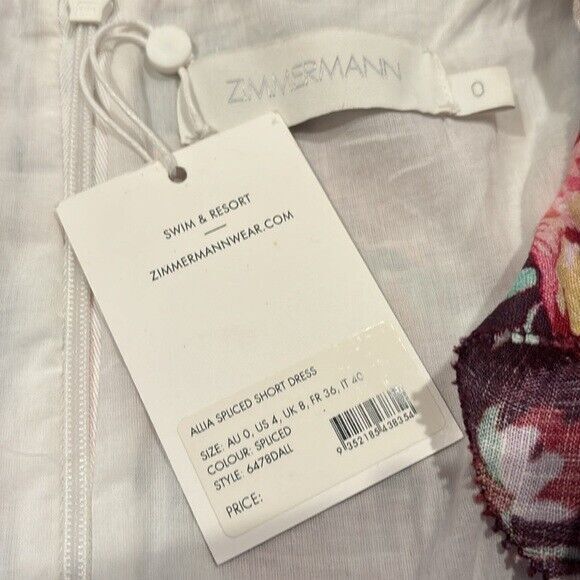 ZIMMERMANN
0
SWIM & RESORT
ZIMMERMANNWEAR.COM
ALLIA SPLICED SHORT DRESS
SIZE: AU 0, US 4, UK 8, FR 36, IT 40
COLOUR: SPLICED
STYLE: 6478DALL
PRICE:
9352185438354